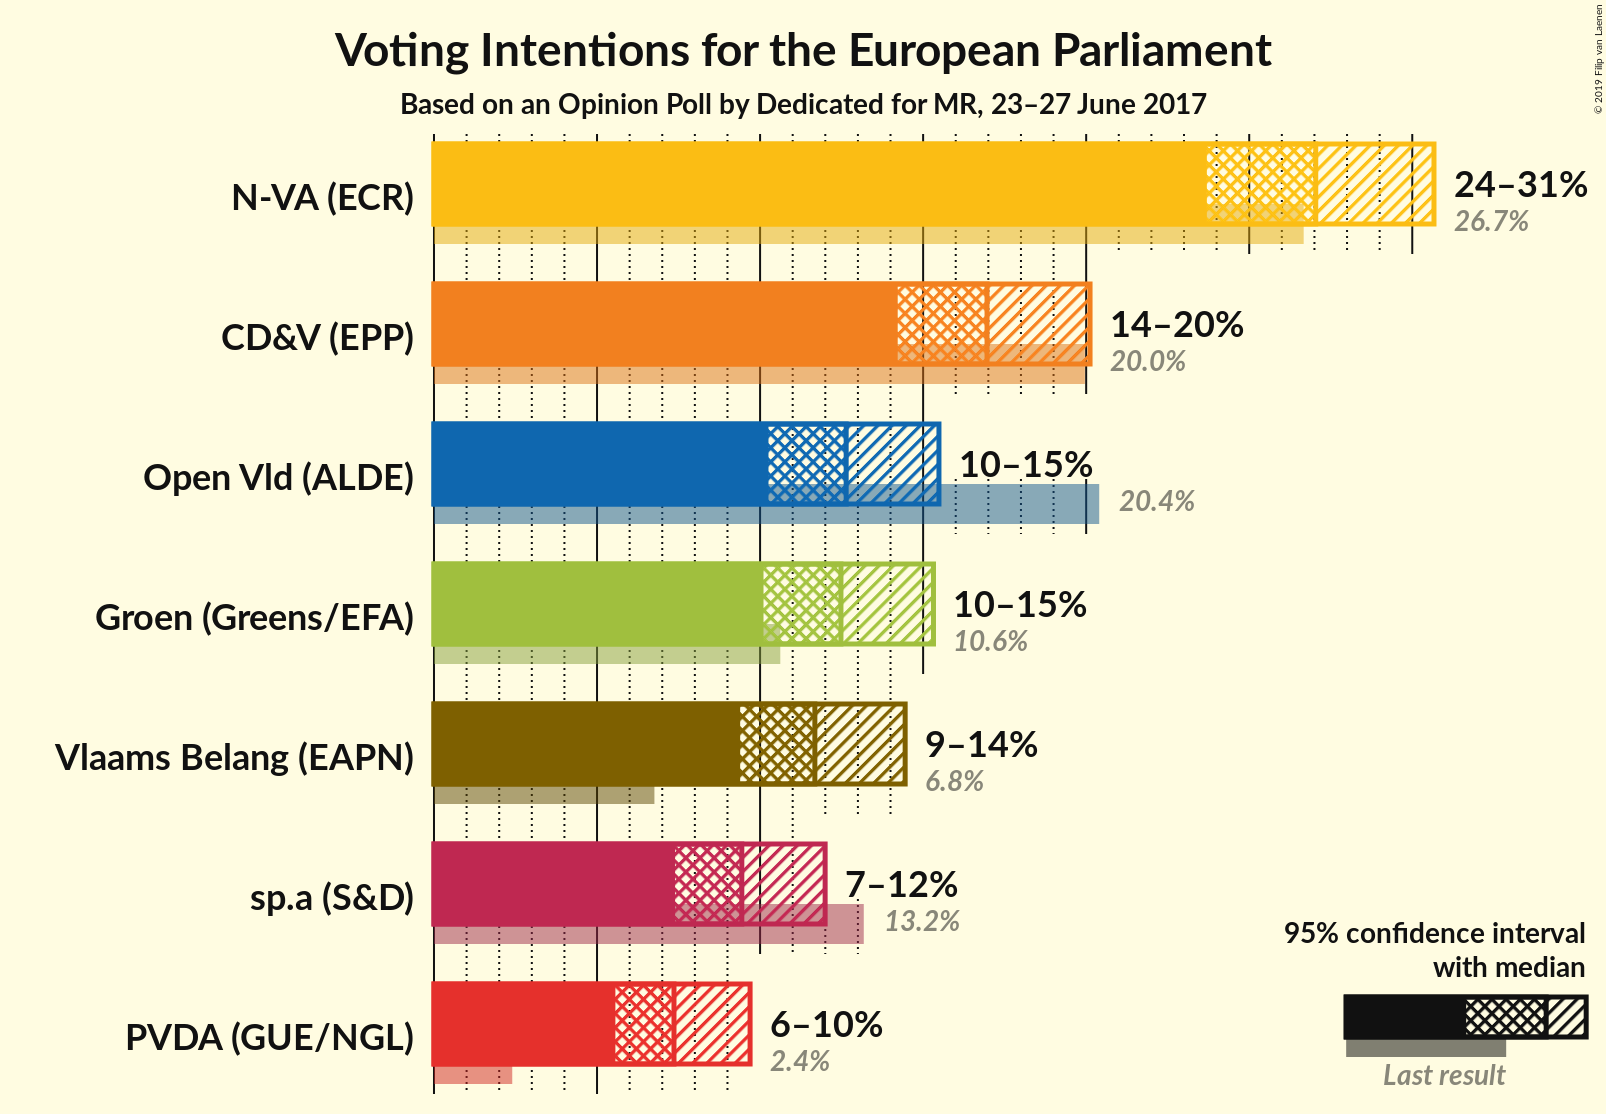 Voting Intentions for the European Parliament
Based on an Opinion Poll by Dedicated for MR, 23–27 June 2017
© 2019 Filip van Laenen
N-VA (ECR)
24–31%
26.7%
CD&V (EPP)
14–20%
20.0%
Open Vld (ALDE)
10–15%
20.4%
Groen (Greens/EFA)
10–15%
10.6%
Vlaams Belang (EAPN)
9–14%
6.8%
sp.a (S&D)
7–12%
13.2%
PVDA (GUE/NGL)
6–10%
2.4%
95% confidence interval
with median
Last result